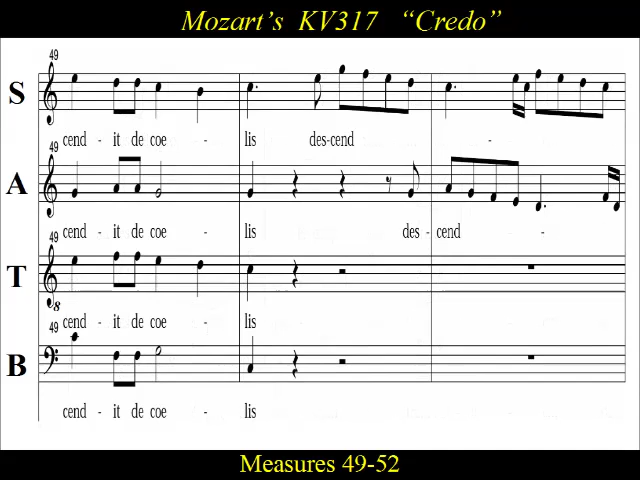 Mozart's KV317 "Credo"
49
S
cend - it de coe - lis des-cend -
49
A
cend - it de coe - lis des - cend -
49
T
8
cend - it de coe - lis
49
B
cend - it de coe - lis
Measures 49-52